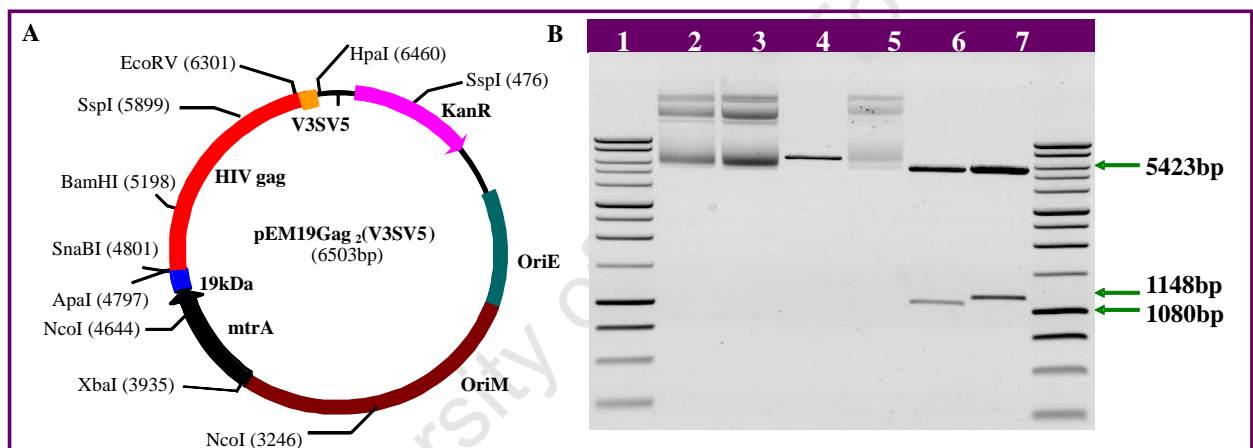 A
B
1 2 3 4 5 6 7
EcoRV (6301)
HpaI (6460)
SspI (476)
SspI (5899)
V3SV5
KanR
HIV gag
BamHI (5198)
pEM19Gag 2(V3SV5)
(6503bp)
SnaBI (4801)
OriE
19kDa
ApaI (4797)
NcoI (4644)
mtrA
XbaI (3935)
OriM
NcoI (3246)
5423bp
1148bp
1080bp
ersity o
To